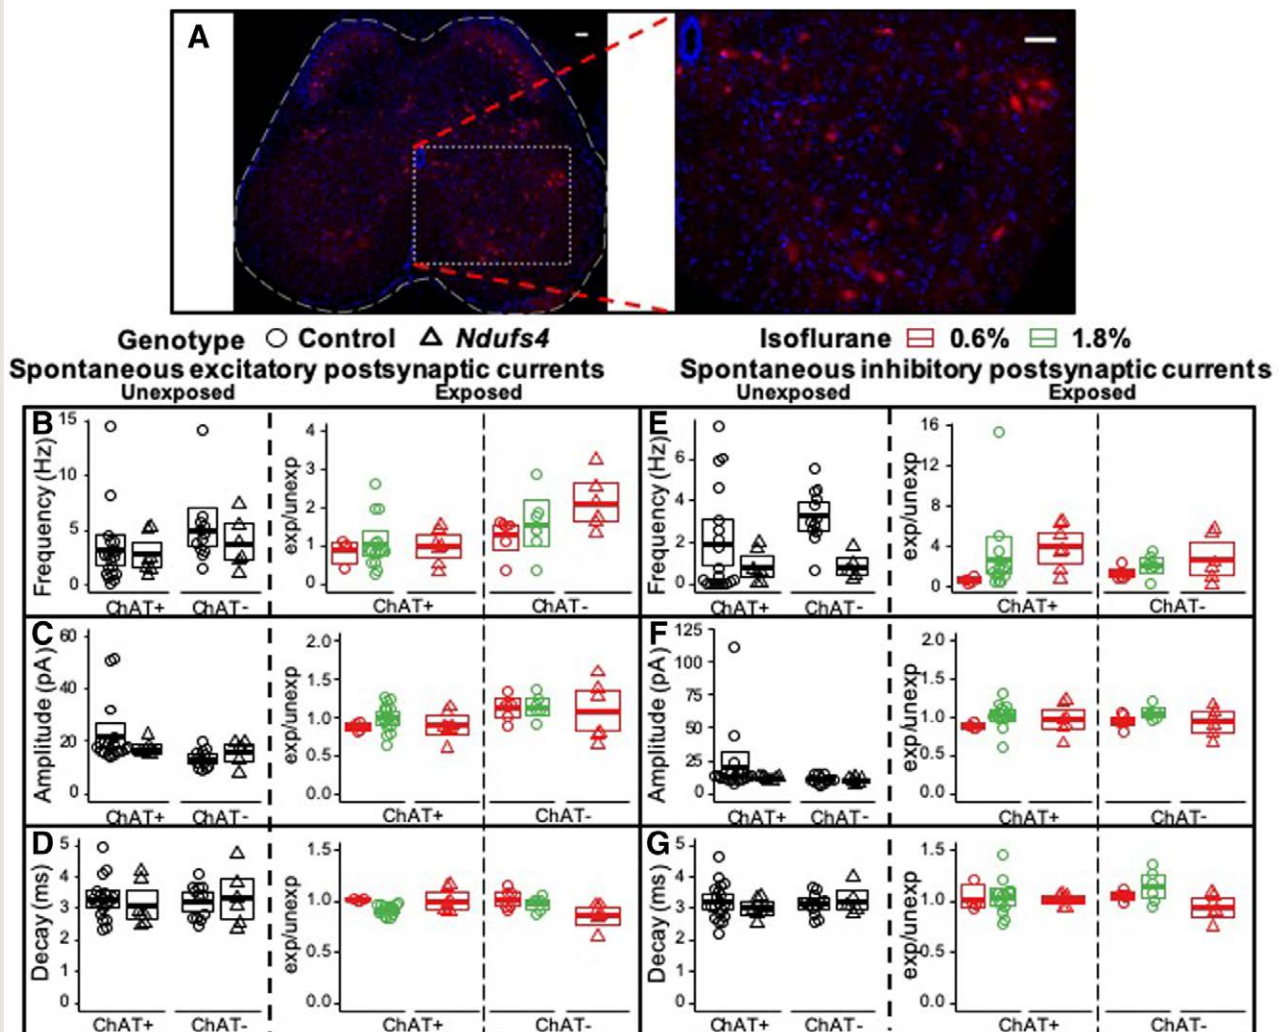 A
Genotype Control Ndufs4
Isoflurane 0.6% 1.8%
Spontaneous excitatory postsynaptic currents
Unexposed Exposed
Spontaneous inhibitory postsynaptic currents
Unexposed Exposed
B
Frequency (Hz)
15
10
5
0
ChAT+ ChAT-
exp/unexp
4
3
2
1
0
ChAT+ ChAT-
E
Frequency (Hz)
6
4
2
0
ChAT+ ChAT-
exp/unexp
16
12
8
4
0
ChAT+ ChAT-
C
Amplitude (pA)
60
40
20
0
ChAT+ ChAT-
exp/unexp
2.0
1.5
1.0
0.5
0.0
ChAT+ ChAT-
F
Amplitude (pA)
125
100
75
50
25
0
ChAT+ ChAT-
exp/unexp
2.0
1.5
1.0
0.5
0.0
ChAT+ ChAT-
D
Decay (ms)
5
4
3
2
1
0
ChAT+ ChAT-
exp/unexp
1.5
1.0
0.5
0.0
ChAT+ ChAT-
G
Decay (ms)
5
4
3
2
1
0
ChAT+ ChAT-
exp/unexp
1.5
1.0
0.5
0.0
ChAT+ ChAT-